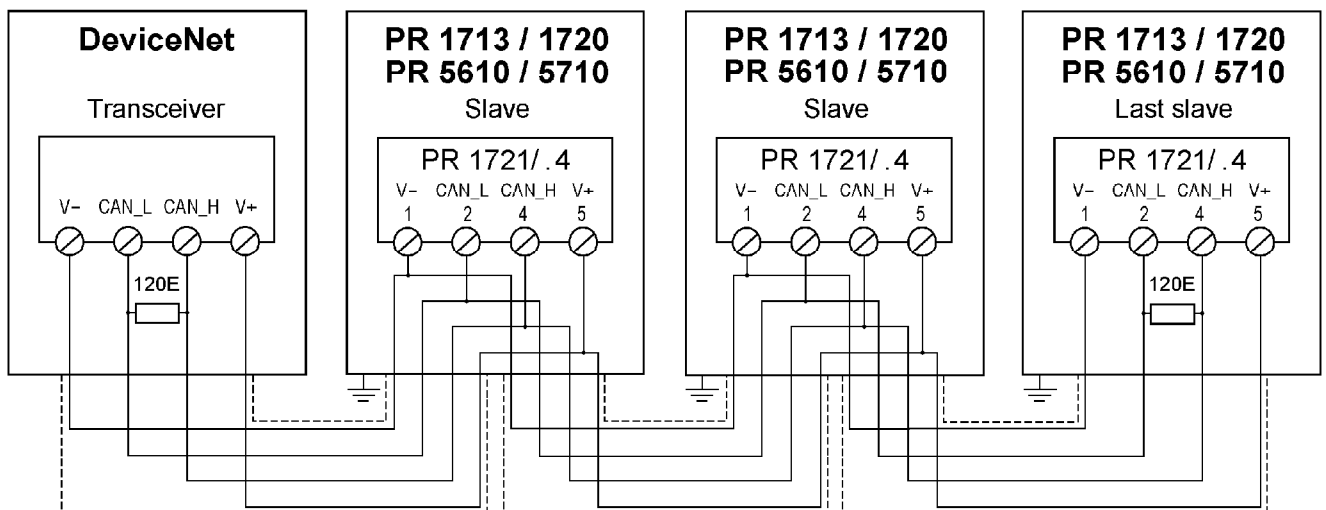 DeviceNet
Transceiver
V− CAN_L CAN_H V+
120E
PR 1713 / 1720
PR 5610 / 5710
Slave
PR 1721/ .4
V− CAN_L CAN_H V+
1 2 4 5
PR 1713 / 1720
PR 5610 / 5710
Slave
PR 1721/ .4
V− CAN_L CAN_H V+
1 2 4 5
PR 1713 / 1720
PR 5610 / 5710
Last slave
PR 1721/ .4
V− CAN_L CAN_H V+
1 2 4 5
120E